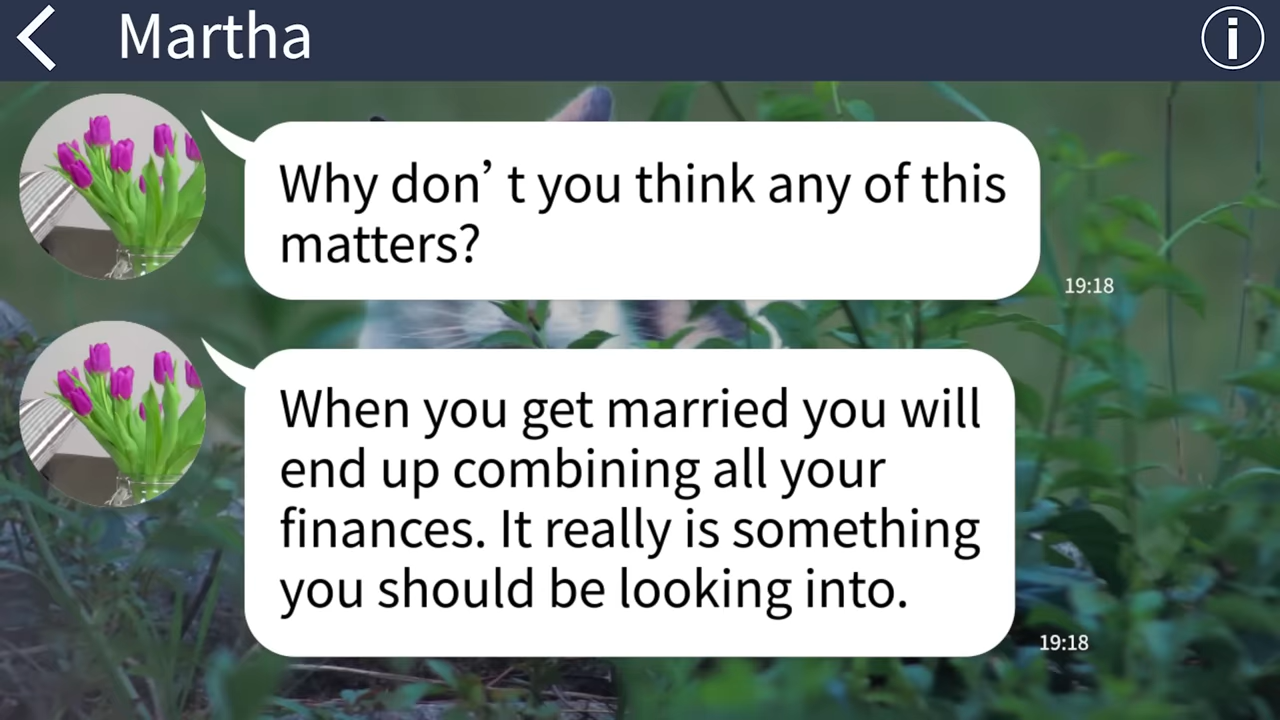 Martha
Why don’t you think any of this
matters?
19:18
When you get married you will
end up combining all your
finances. It really is something
you should be looking into.
19:18